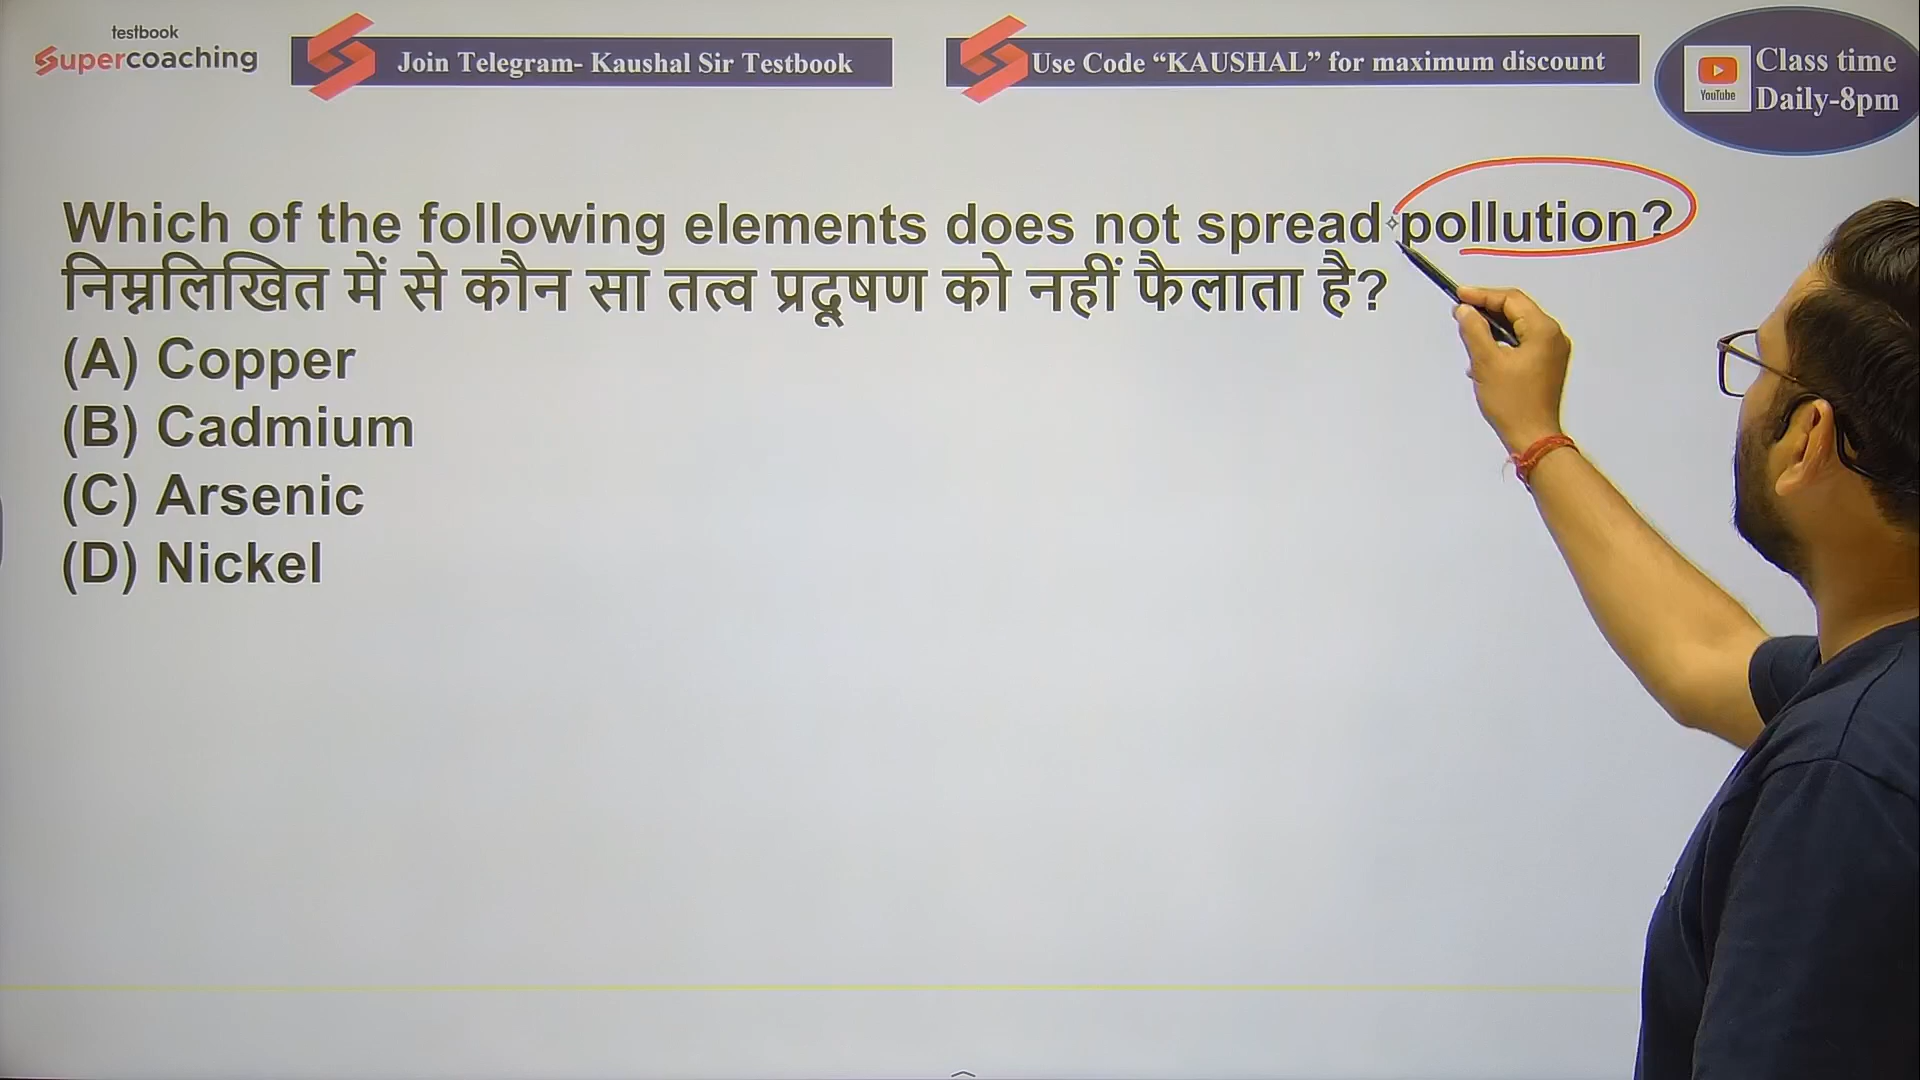 testbook
Supercoaching
Join Telegram- Kaushal Sir Testbook
Use Code “KAUSHAL” for maximum discount
YouTube
Class time
Daily-8pm
Which of the following elements does not spread pollution?
निम्नलिखित में से कौन सा तत्व प्रदूषण को नहीं फैलाता है?
(A) Copper
(B) Cadmium
(C) Arsenic
(D) Nickel